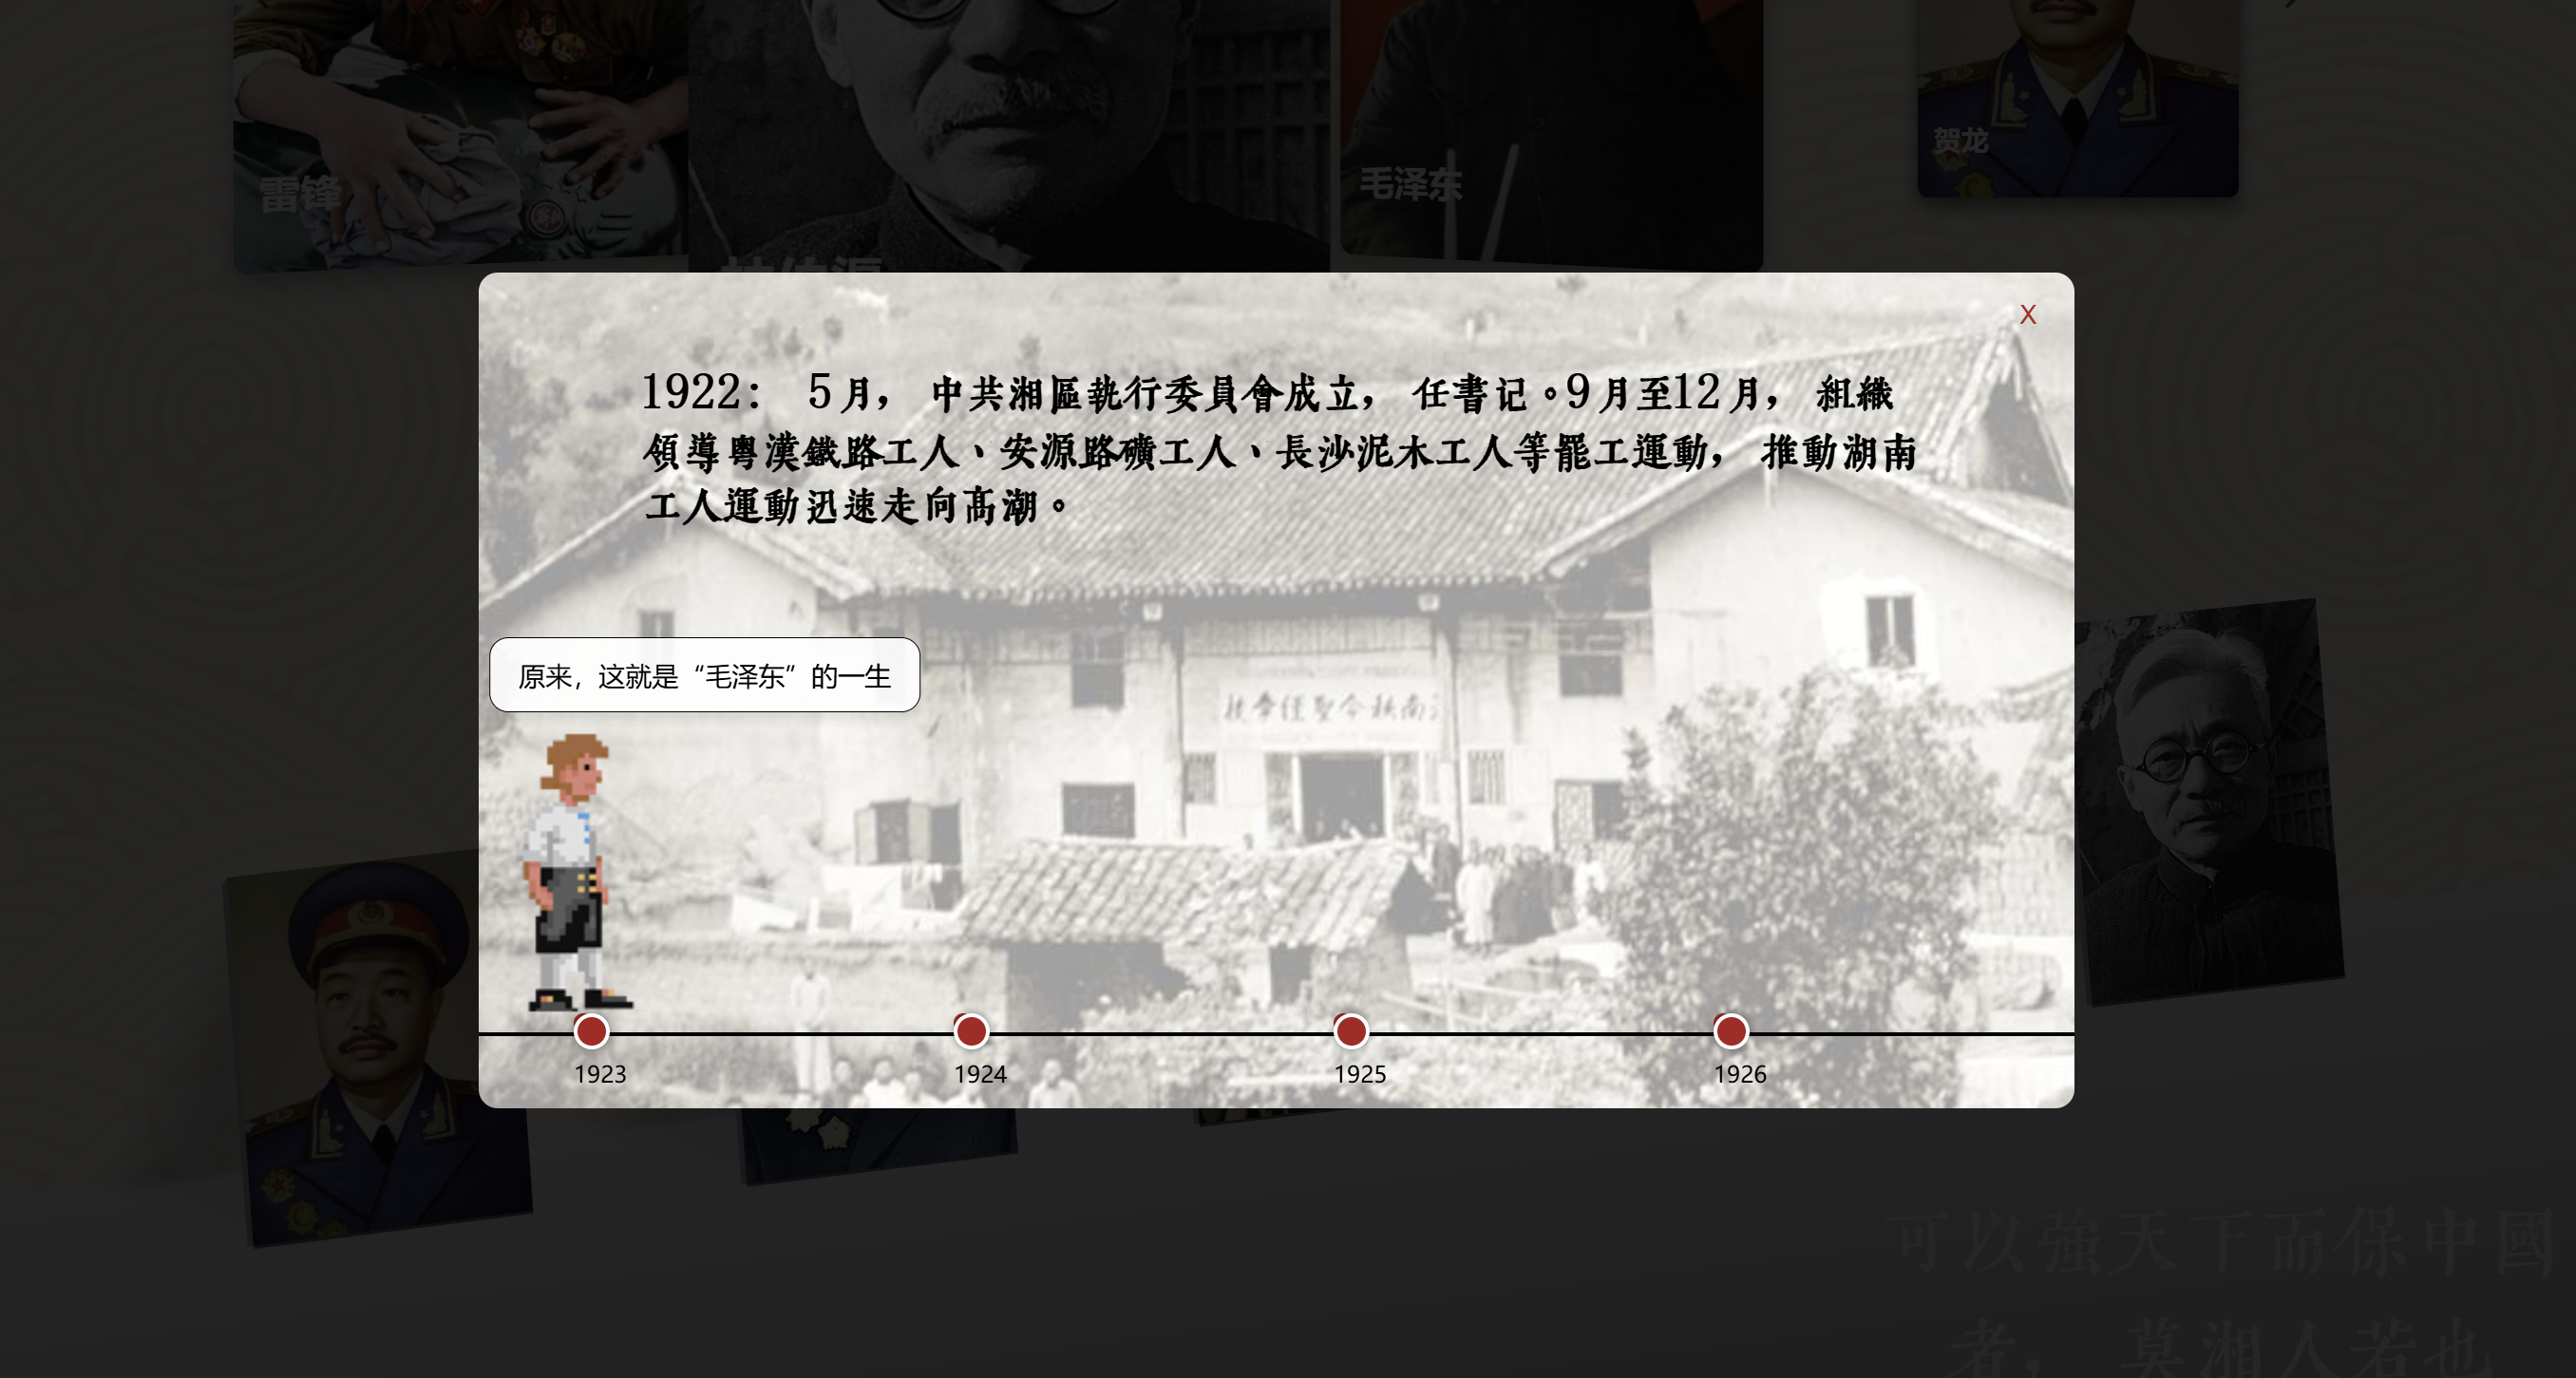 雷锋
毛泽东
贺龙
X
1922： 5月， 中共湘區執行委員會成立， 任書记。9月至12月， 組織
領導粵漢鐵路工人、安源路礦工人、長沙泥木工人等罷工運動， 推動湖南
工人運動迅速走向高潮。
原来，这就是“毛泽东”的一生
1923
1924
1925
1926
可以強天下而保中國
者， 莫湘人若也